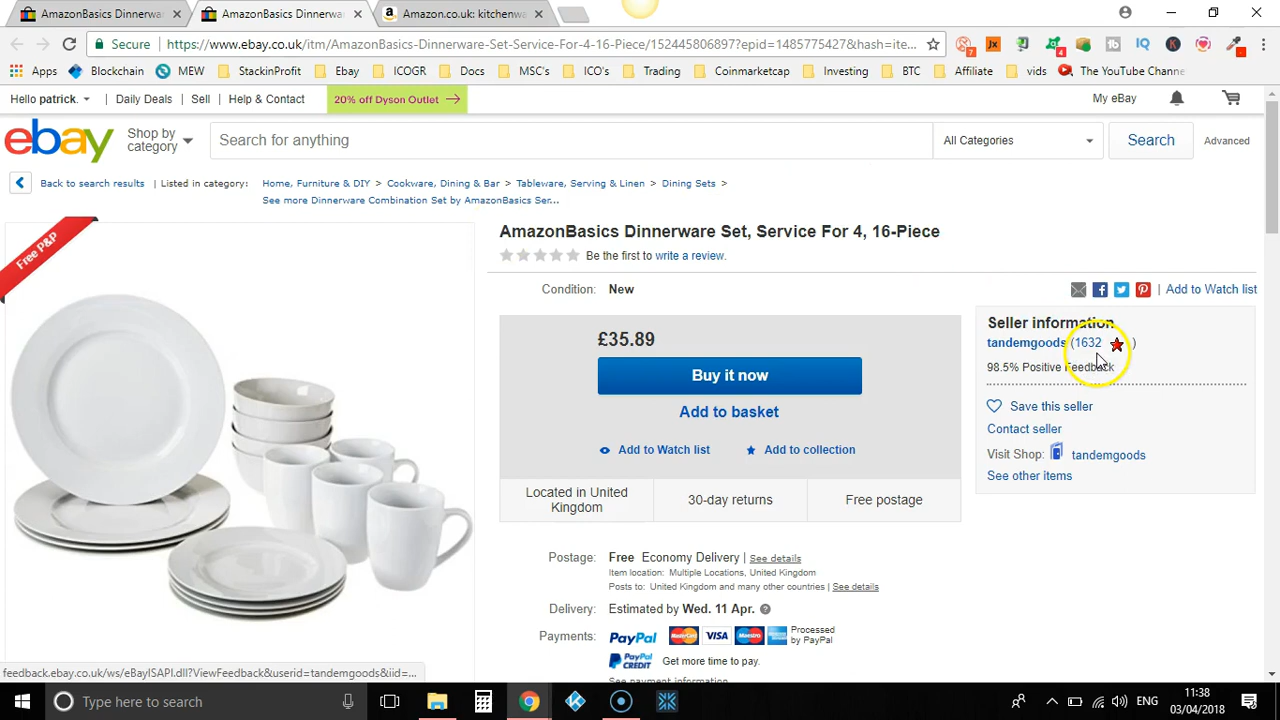 AmazonBasics Dinnerwa
AmazonBasics Dinnerwa
Amazon.co.uk: kitchenwa
Secure
https://www.ebay.co.uk/itm/AmazonBasics-Dinnerware-Set-Service-For-4-16-Piece/152445806897?epid=1485775427&hash=ite...
Apps Blockchain MEW StackinProfit Ebay ICOGR Docs MSC's ICO's Trading Coinmarketcap Investing BTC Affiliate vids The YouTube Channe
Hello patrick. Daily Deals Sell Help & Contact 20% off Dyson Outlet My eBay
ebay Shop by category Search for anything All Categories Search Advanced
Back to search results | Listed in category: Home, Furniture & DIY > Cookware, Dining & Bar > Tableware, Serving & Linen > Dining Sets >
See more Dinnerware Combination Set by AmazonBasics Ser...
Free P&P
AmazonBasics Dinnerware Set, Service For 4, 16-Piece
Be the first to write a review.
Condition: New
| Add to Watch list
£35.89
Buy it now
Add to basket
Add to Watch list Add to collection
Located in United Kingdom
30-day returns
Free postage
Seller information
tandemgoods (1632 )
98.5% Positive Feedback
Save this seller
Contact seller
Visit Shop: tandemgoods
See other items
Postage: Free Economy Delivery | See details
Item location: Multiple Locations, United Kingdom
Posts to: United Kingdom and many other countries | See details
Delivery: Estimated by Wed. 11 Apr.
Payments: PayPal MasterCard VISA Maestro Processed by PayPal
PayPal CREDIT Get more time to pay.
See payment information
feedback.ebay.co.uk/ws/eBayISAPI.dll?ViewFeedback&userid=tandemgoods&iid=...
Type here to search
ENG
11:38
03/04/2018